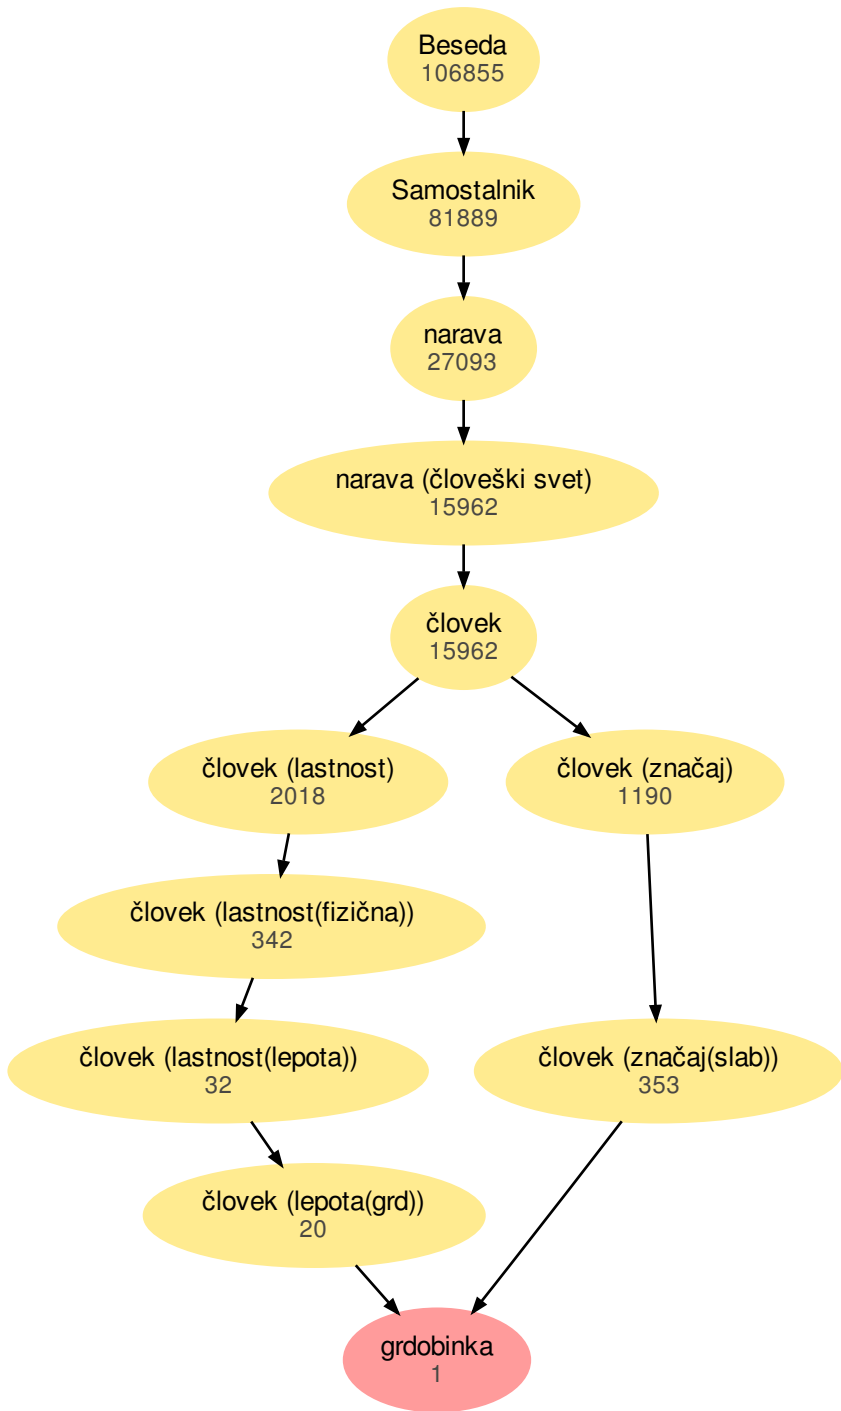 Beseda
106855
Samostalnik
81889
narava
27093
narava (človeški svet)
15962
človek
15962
človek (lastnost)
2018
človek (značaj)
1190
človek (lastnost(fizična))
342
človek (lastnost(lepota))
32
človek (značaj(slab))
353
človek (lepota(grd))
20
grdobinka
1